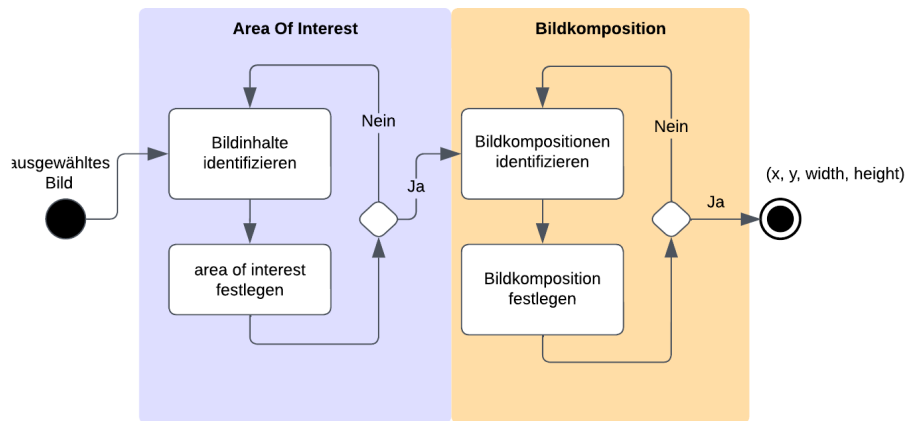 Area Of Interest
Bildkomposition
ausgewähltes
Bild
Bildinhalte
identifizieren
area of interest
festlegen
Nein
Ja
Bildkompositionen
identifizieren
Bildkomposition
festlegen
Nein
Ja
(x, y, width, height)